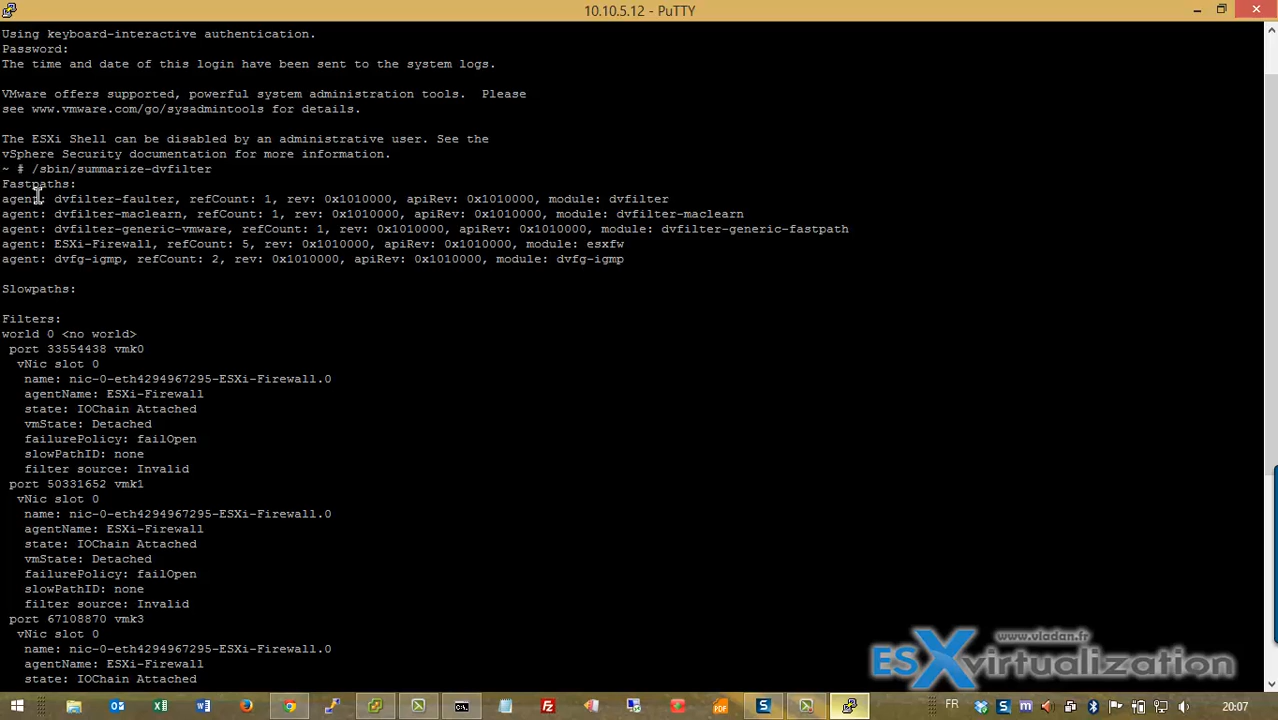 10.10.5.12 - PuTTY
Using keyboard-interactive authentication.
Password:
The time and date of this login have been sent to the system logs.
VMware offers supported, powerful system administration tools.  Please
see www.vmware.com/go/sysadmintools for details.
The ESXi Shell can be disabled by an administrative user. See the
vSphere Security documentation for more information.
~ # /sbin/summarize-dvfilter
Fastpaths:
agent: dvfilter-faulter, refCount: 1, rev: 0x1010000, apiRev: 0x1010000, module: dvfilter
agent: dvfilter-maclearn, refCount: 1, rev: 0x1010000, apiRev: 0x1010000, module: dvfilter-maclearn
agent: dvfilter-generic-vmware, refCount: 1, rev: 0x1010000, apiRev: 0x1010000, module: dvfilter-generic-fastpath
agent: ESXi-Firewall, refCount: 5, rev: 0x1010000, apiRev: 0x1010000, module: esxfw
agent: dvfg-igmp, refCount: 2, rev: 0x1010000, apiRev: 0x1010000, module: dvfg-igmp
Slowpaths:
Filters:
world 0 <no world>
port 33554438 vmk0
vNic slot 0
name: nic-0-eth4294967295-ESXi-Firewall.0
agentName: ESXi-Firewall
state: IOChain Attached
vmState: Detached
failurePolicy: failOpen
slowPathID: none
filter source: Invalid
port 50331652 vmk1
vNic slot 0
name: nic-0-eth4294967295-ESXi-Firewall.0
agentName: ESXi-Firewall
state: IOChain Attached
vmState: Detached
failurePolicy: failOpen
slowPathID: none
filter source: Invalid
port 67108870 vmk3
vNic slot 0
name: nic-0-eth4294967295-ESXi-Firewall.0
agentName: ESXi-Firewall
state: IOChain Attached
www.vladan.fr
ESXvirtualization
FR
20:07